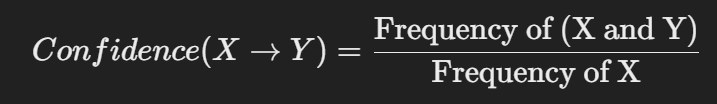 Confidence(X → Y) = Frequency of (X and Y) / Frequency of X